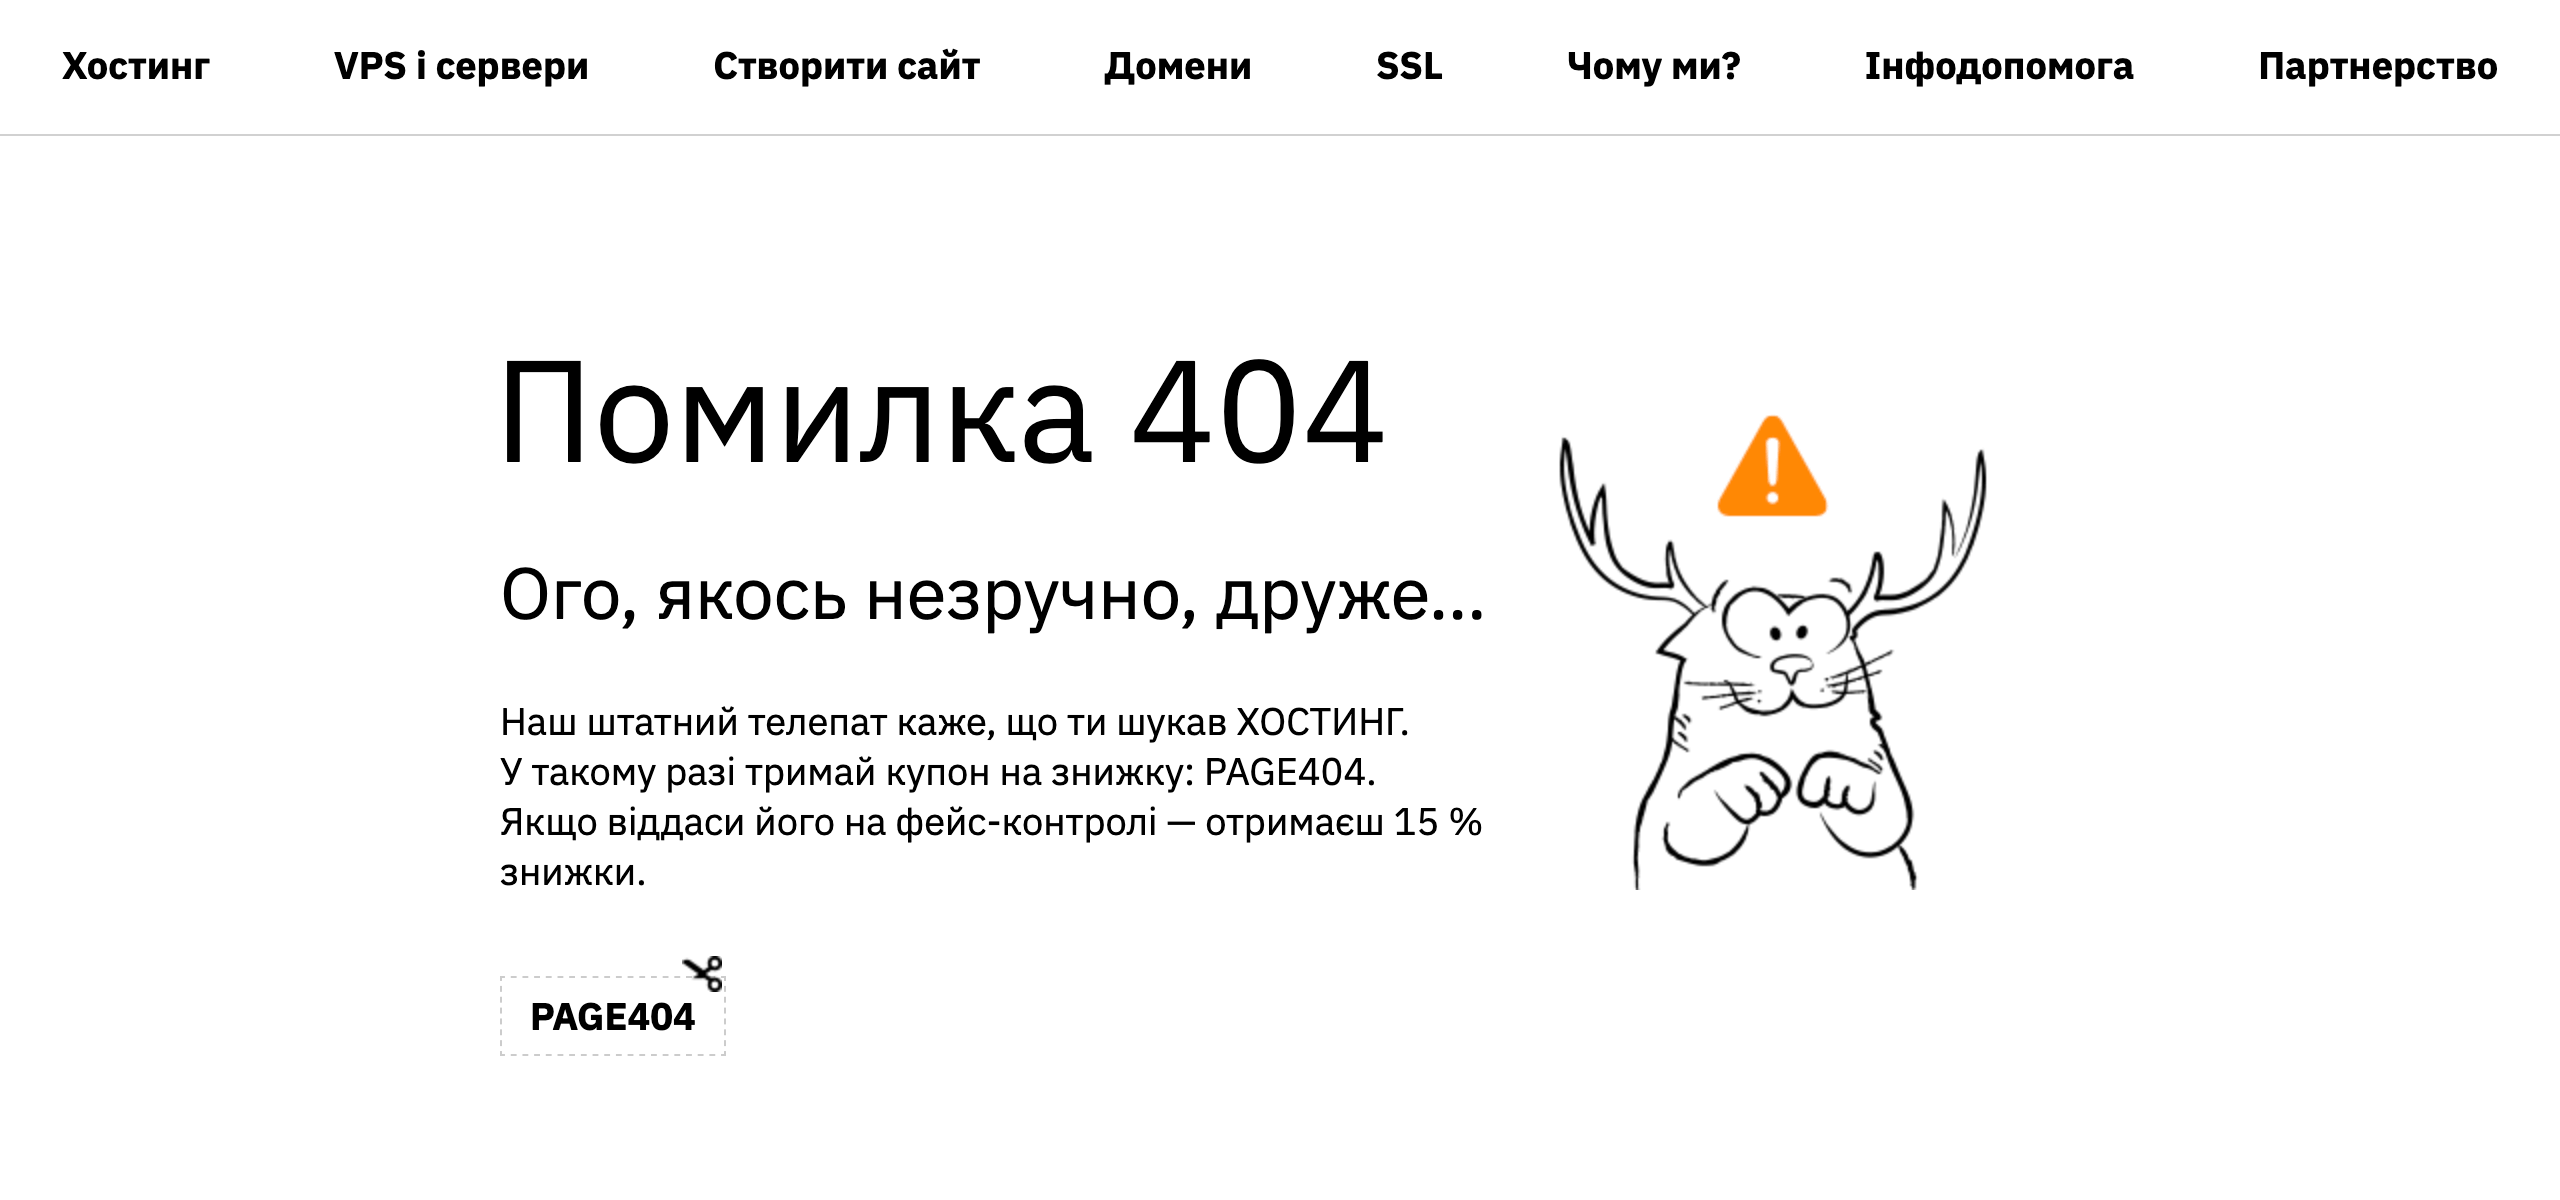 Хостинг VPS і сервери Створити сайт Домени SSL Чому ми? Інфодопомога Партнерство
Помилка 404
Ого, якось незручно, друже...
Наш штатний телепат каже, що ти шукав ХОСТИНГ.
У такому разі тримай купон на знижку: PAGE404.
Якщо віддаси його на фейс-контролі — отримаєш 15 %
знижки.
PAGE404